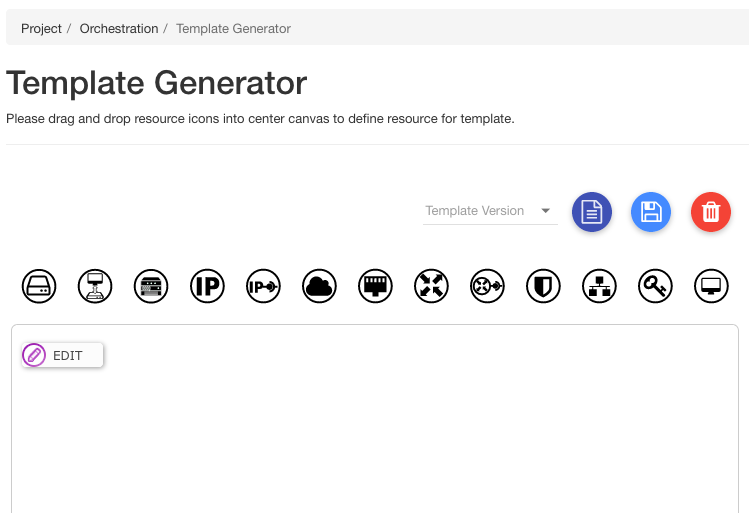 Project / Orchestration / Template Generator
Template Generator
Please drag and drop resource icons into center canvas to define resource for template.
Template Version
IP IP
EDIT